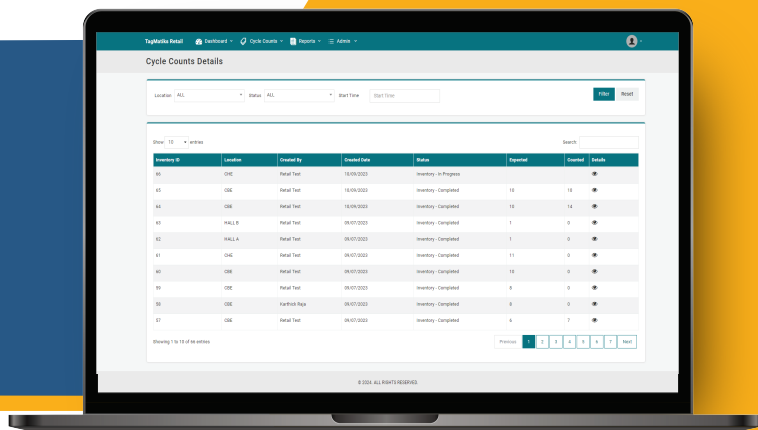 TagMatiks Retail Dashboard Cycle Counts Reports Admin
Cycle Counts Details
Location ALL Status ALL Start Time Start Time Filter Reset
Show 10 entries Search:
Inventory ID Location Created By Created Date Status Expected Counted Details
66 CHE Retail Test 10/09/2023 Inventory - In Progress
65 CBE Retail Test 10/09/2023 Inventory - Completed 10 10
64 CBE Retail Test 10/09/2023 Inventory - Completed 10 14
63 HALL B Retail Test 09/07/2023 Inventory - Completed 1 0
62 HALL A Retail Test 09/07/2023 Inventory - Completed 1 0
61 CHE Retail Test 09/07/2023 Inventory - Completed 11 0
60 CBE Retail Test 09/07/2023 Inventory - Completed 10 0
59 CBE Retail Test 09/07/2023 Inventory - Completed 8 0
58 CBE Karthick Raja 09/07/2023 Inventory - Completed 8 0
57 CBE Retail Test 09/07/2023 Inventory - Completed 6 7
Showing 1 to 10 of 66 entries Previous 1 2 3 4 5 6 7 Next
© 2024. ALL RIGHTS RESERVED.